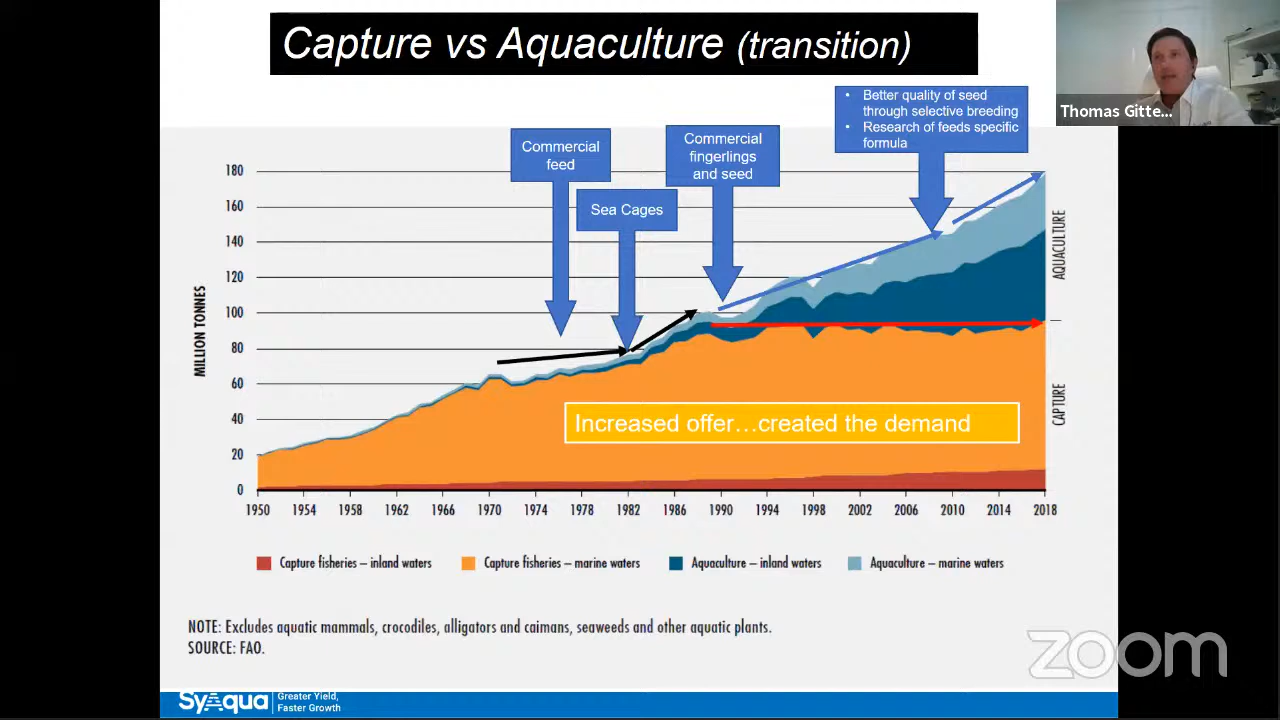 Capture vs Aquaculture (transition)
Thomas Gitte...
• Better quality of seed
through selective breeding
• Research of feeds specific
formula
Commercial
feed
Commercial
fingerlings
and seed
Sea Cages
180
160
140
120
100
80
60
40
20
0
MILLION TONNES
AQUACULTURE
CAPTURE
Increased offer...created the demand
1950 1954 1958 1962 1966 1970 1974 1978 1982 1986 1990 1994 1998 2002 2006 2010 2014 2018
Capture fisheries – inland waters Capture fisheries – marine waters Aquaculture – inland waters Aquaculture – marine waters
NOTE: Excludes aquatic mammals, crocodiles, alligators and caimans, seaweeds and other aquatic plants.
SOURCE: FAO.
zoom
SyAqua
Greater Yield,
Faster Growth